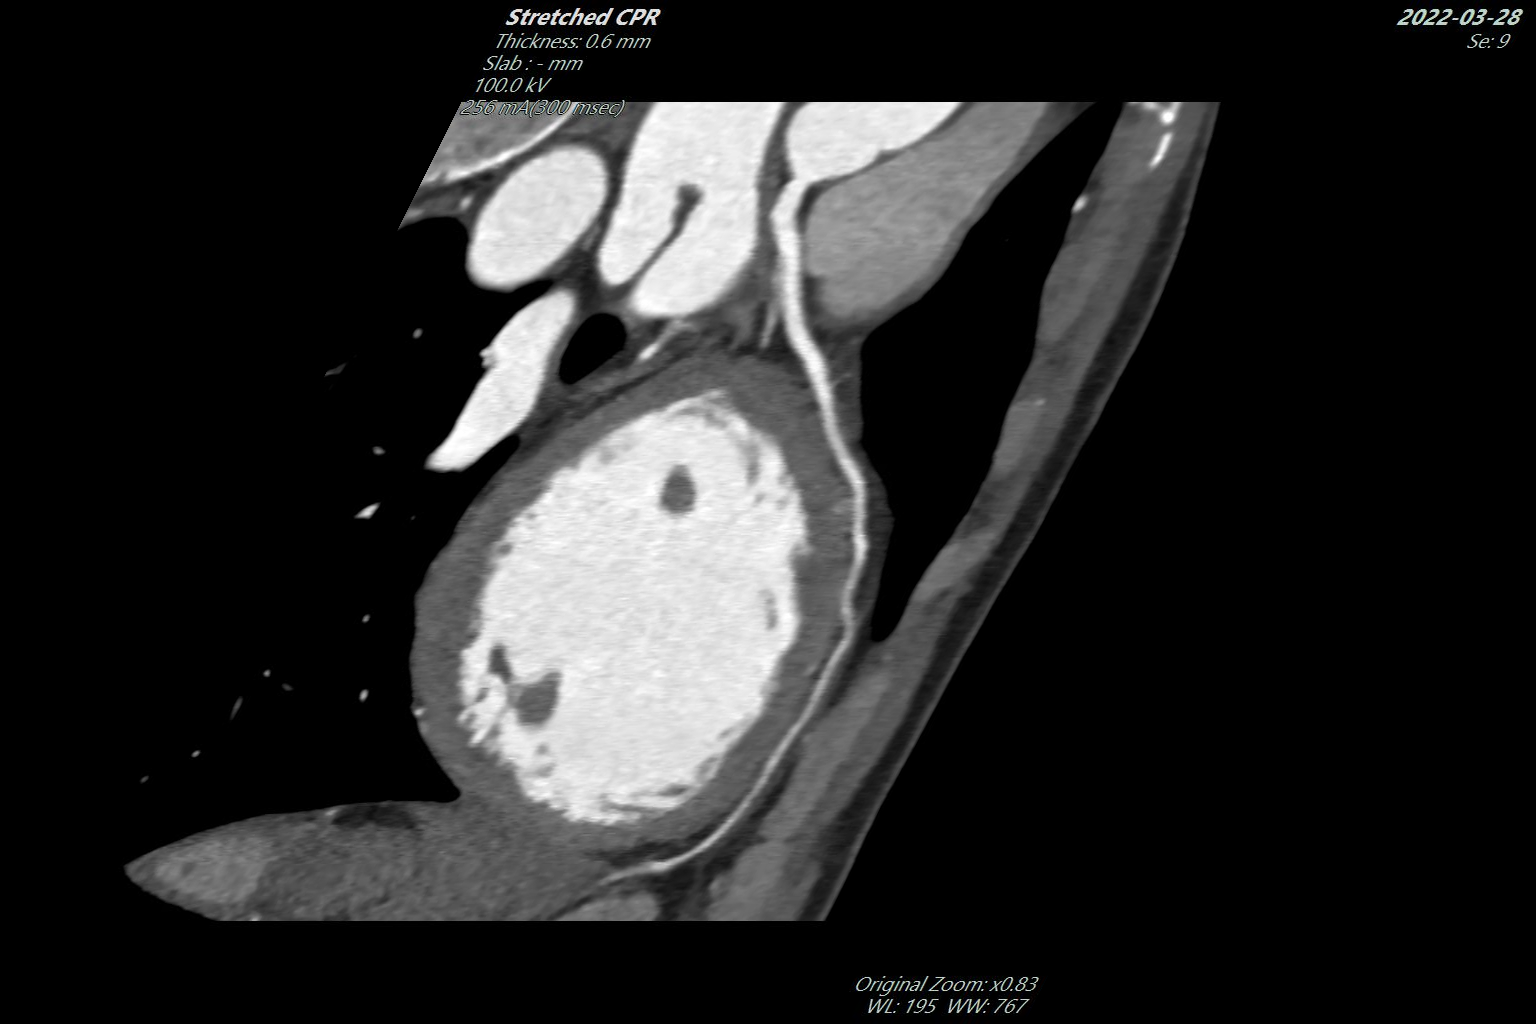 Stretched CPR
Thickness: 0.6 mm
Slab : - mm
100.0 kV
256 mA(300 msec)
2022-03-28
Se: 9
Original Zoom: x0.83
WL: 195 WW: 767